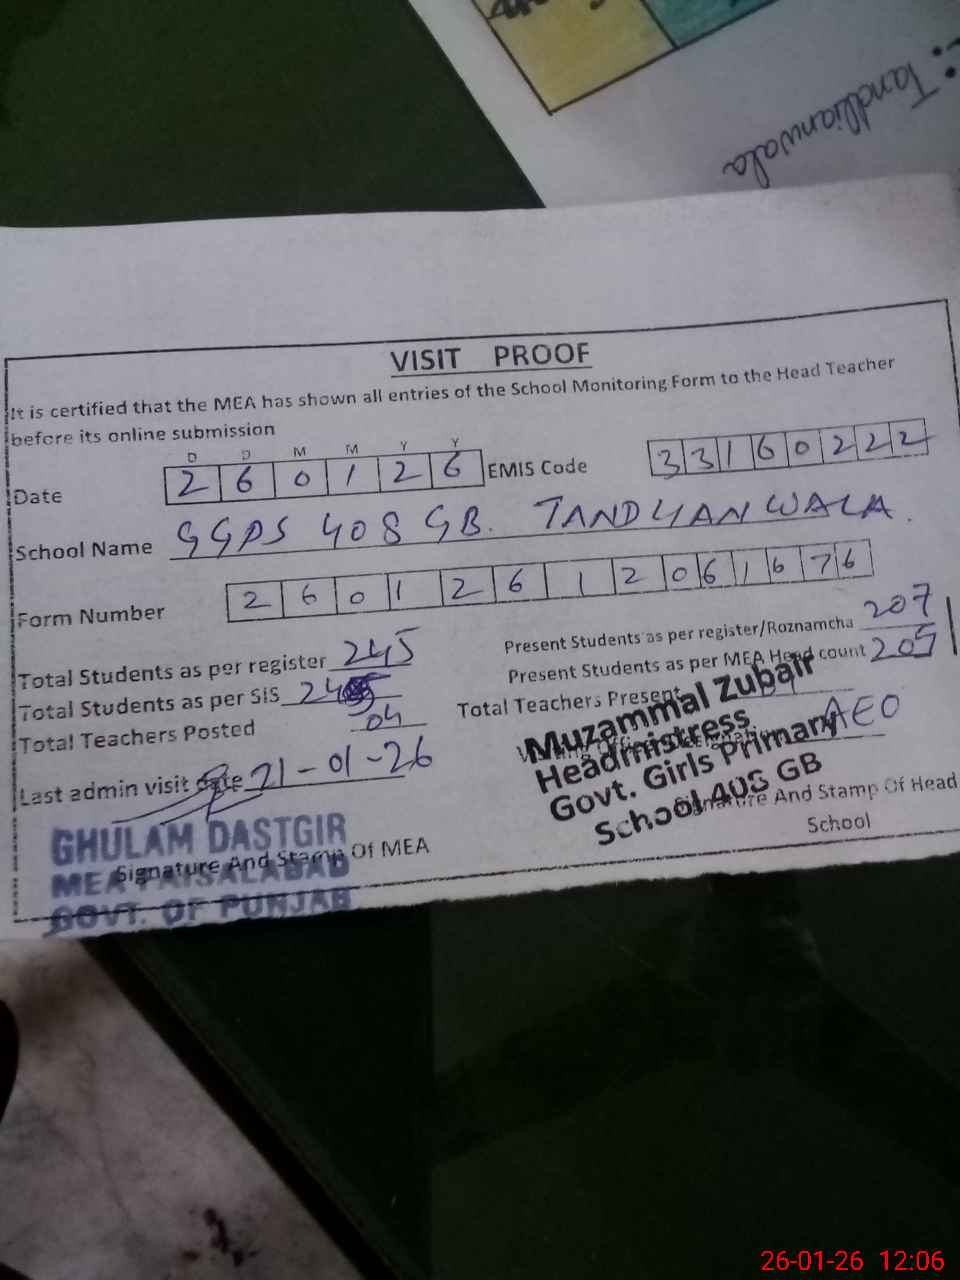 Tandlianwala
VISIT PROOF
It is certified that the MEA has shown all entries of the School Monitoring Form to the Head Teacher
before its online submission
D D M M Y Y
Date 2 6 0 1 2 6 EMIS Code 3 3 1 6 0 2 2 2
School Name GGPS 408 GB. TANDLIANWALA.
Form Number 2 6 0 1 2 6 1 2 0 6 1 6 7 6
Total Students as per register 245 Present Students as per register/Roznamcha 207
Total Students as per SIS Present Students as per MEA Head count 205
Total Teachers Posted 04 Total Teachers Present
AEO
Last admin visit date 21-01-26
Muzammal Zubair
Headmistress
Govt. Girls Primary
School 408 GB
GHULAM DASTGIR
MEA FAISALABAD
GOVT. OF PUNJAB
Signature And Stamp Of MEA
Signature And Stamp Of Head
School
26-01-26 12:06